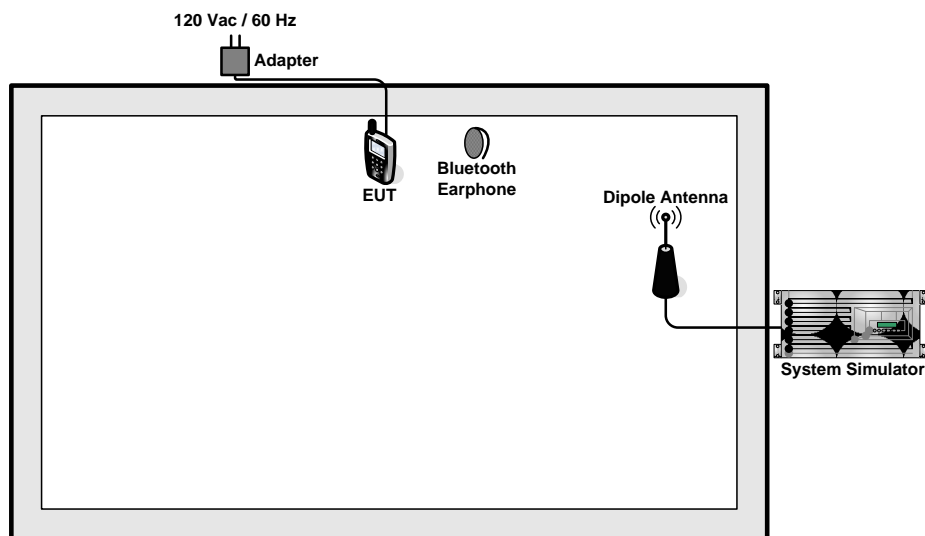 120 Vac / 60 Hz
Adapter
EUT
Bluetooth
Earphone
Dipole Antenna
System Simulator